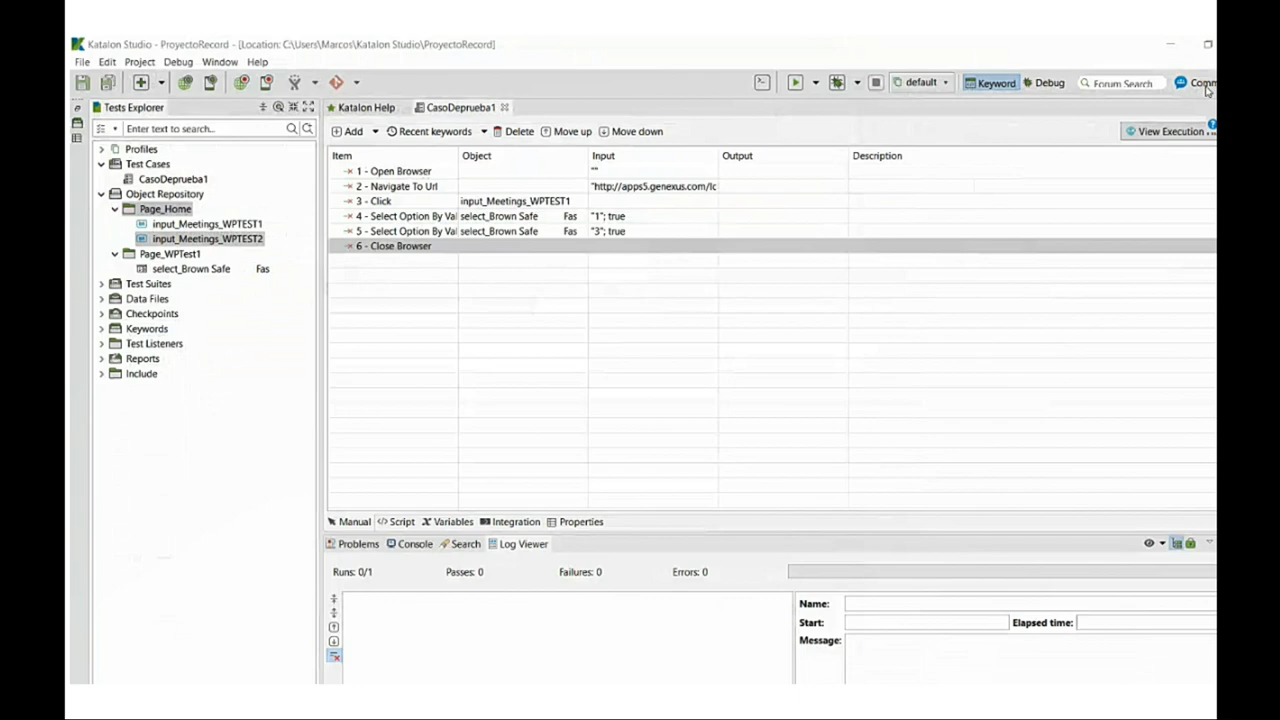 Katalon Studio - ProyectoRecord - [Location: C:\Users\Marcos\Katalon Studio\ProyectoRecord]
File Edit Project Debug Window Help
default Keyword Debug Forum Search Comm
Tests Explorer
Katalon Help CasoDeprueba1
Enter text to search...
Add Recent keywords Delete Move up Move down View Execution
Item Object Input Output Description
1 - Open Browser ""
2 - Navigate To Url "http://apps5.genexus.com/Ic
3 - Click input_Meetings_WPTEST1
4 - Select Option By Val select_Brown Safe Fas "1"; true
5 - Select Option By Val select_Brown Safe Fas "3"; true
6 - Close Browser
Profiles
Test Cases
CasoDeprueba1
Object Repository
Page_Home
input_Meetings_WPTEST1
input_Meetings_WPTEST2
Page_WPTest1
select_Brown Safe Fas
Test Suites
Data Files
Checkpoints
Keywords
Test Listeners
Reports
Include
Manual Script Variables Integration Properties
Problems Console Search Log Viewer
Runs: 0/1 Passes: 0 Failures: 0 Errors: 0
Name:
Start: Elapsed time:
Message: